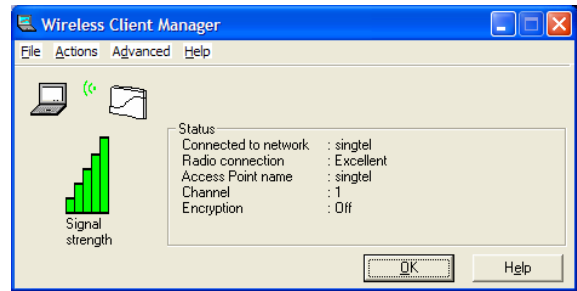 Wireless Client Manager
File Actions Advanced Help
Status
Connected to network : singtel
Radio connection : Excellent
Access Point name : singtel
Channel : 1
Encryption : Off
Signal
strength
OK Help